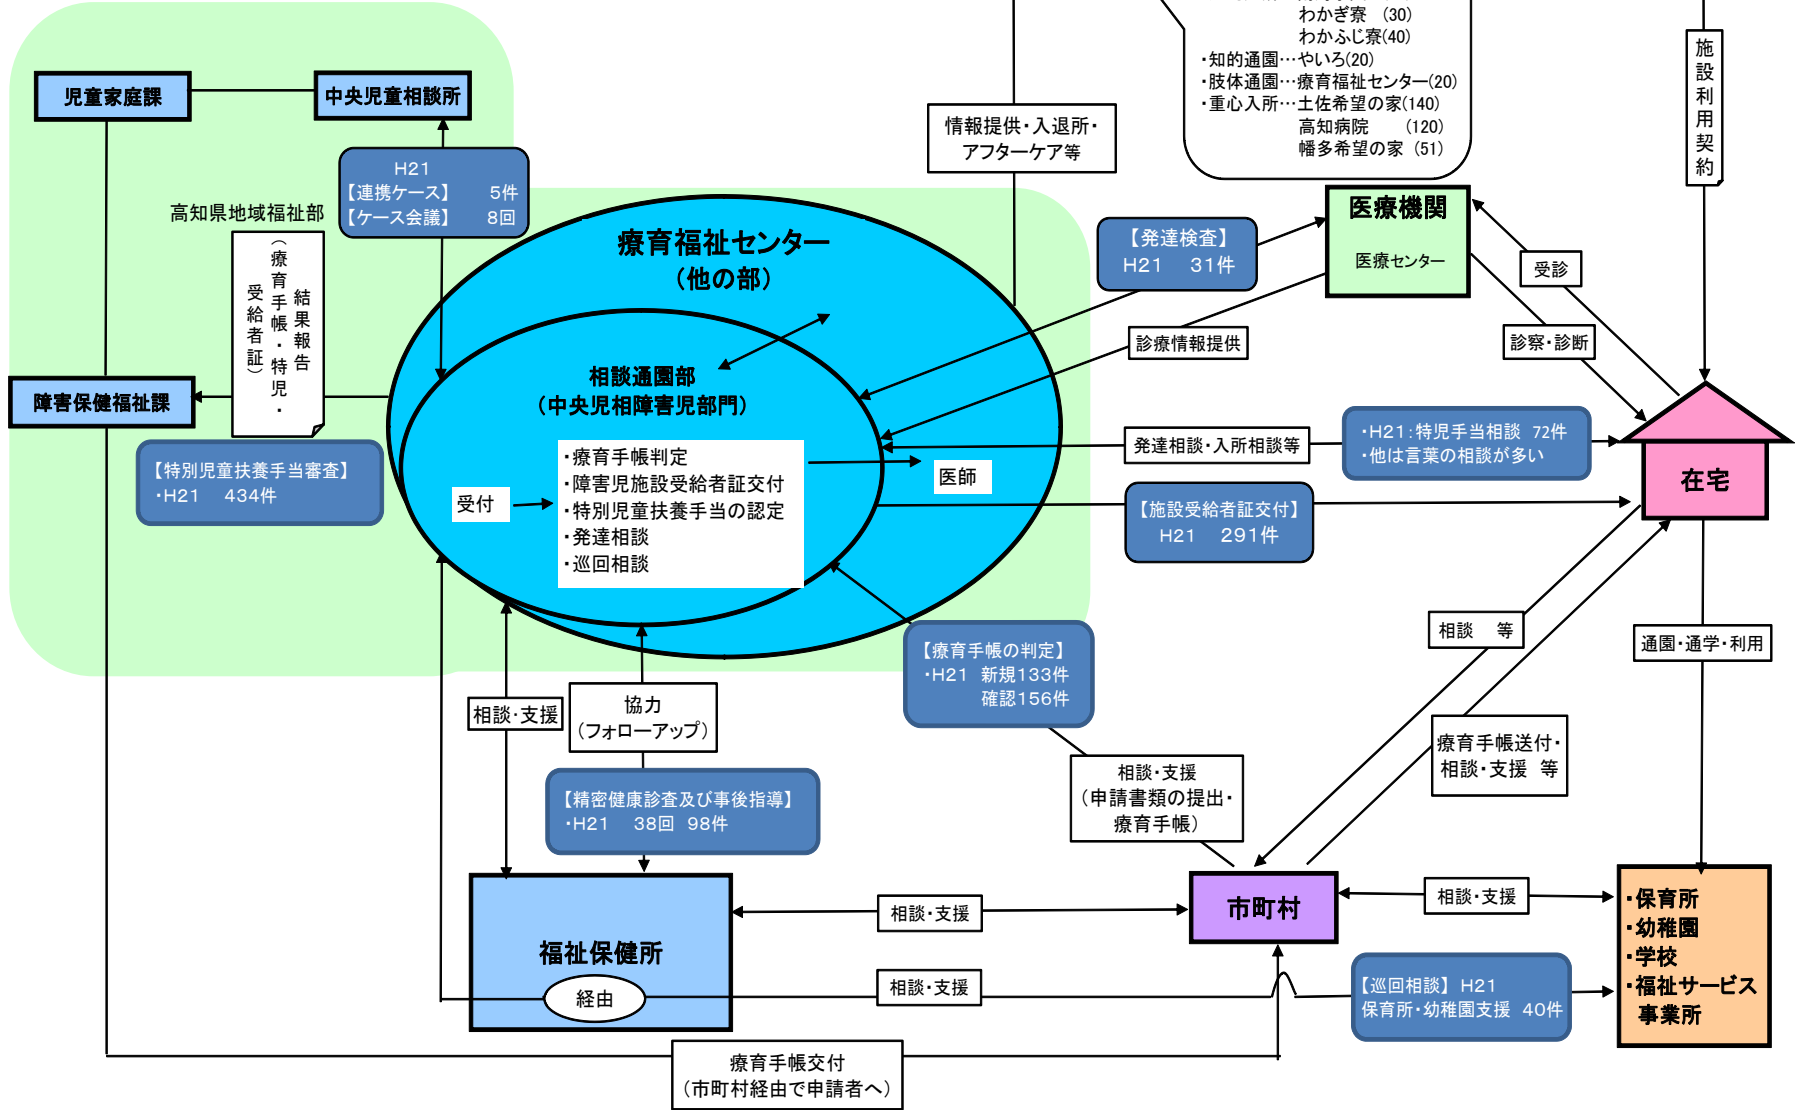 わかぎ寮 (30)
わかふじ寮(40)
・知的通園…やいろ(20)
・肢体通園…療育福祉センター(20)
・重心入所…土佐希望の家(140)
高知病院 (120)
幡多希望の家 (51)
施設利用契約
児童家庭課
中央児童相談所
情報提供・入退所・
アフターケア等
H21
【連携ケース】 5件
【ケース会議】 8回
高知県地域福祉部
結果報告
(療育手帳・特児・
受給者証)
療育福祉センター
(他の部)
【発達検査】
H21 31件
医療機関
医療センター
受診
診療情報提供
診察・診断
相談通園部
(中央児相障害児部門)
障害保健福祉課
【特別児童扶養手当審査】
・H21 434件
・療育手帳判定
・障害児施設受給者証交付
・特別児童扶養手当の認定
・発達相談
・巡回相談
受付
医師
発達相談・入所相談等
・H21:特児手当相談 72件
・他は言葉の相談が多い
在宅
【施設受給者証交付】
H21 291件
相談 等
通園・通学・利用
【療育手帳の判定】
・H21 新規133件
確認156件
相談・支援
協力
(フォローアップ)
療育手帳送付・
相談・支援 等
相談・支援
(申請書類の提出・
療育手帳)
【精密健康診査及び事後指導】
・H21 38回 98件
福祉保健所
経由
相談・支援
市町村
相談・支援
相談・支援
【巡回相談】 H21
保育所・幼稚園支援 40件
・保育所
・幼稚園
・学校
・福祉サービス
事業所
療育手帳交付
(市町村経由で申請者へ)